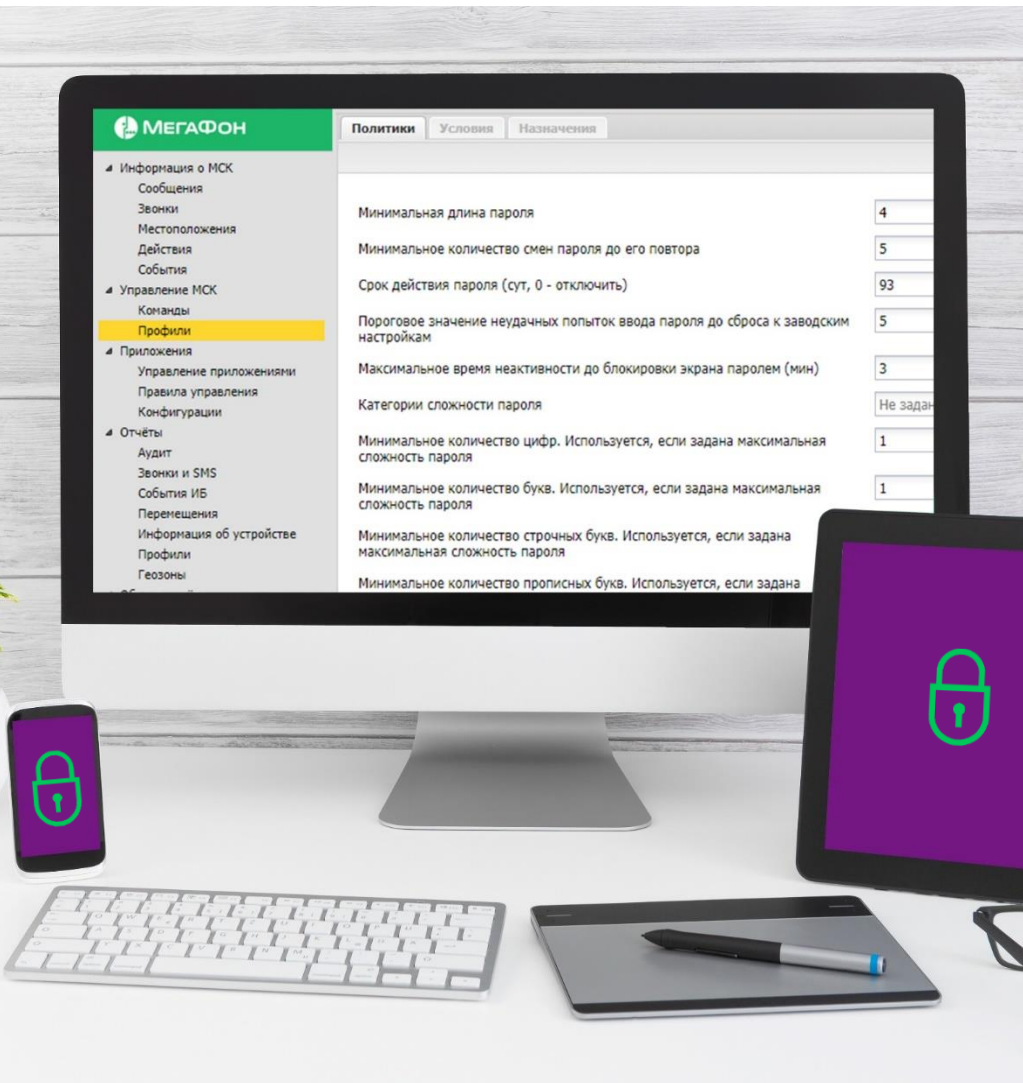 МЕГАФОН
Информация о МСК
Сообщения
Звонки
Местоположения
Действия
События
Управление МСК
Команды
Профили
Приложения
Управление приложениями
Правила управления
Конфигурации
Отчёты
Аудит
Звонки и SMS
События ИБ
Перемещения
Информация об устройстве
Профили
Геозоны
Политики Условия Назначения
Минимальная длина пароля 4
Минимальное количество смен пароля до его повтора 5
Срок действия пароля (сут, 0 - отключить) 93
Пороговое значение неудачных попыток ввода пароля до сброса к заводским 5
настройкам
Максимальное время неактивности до блокировки экрана паролем (мин) 3
Категории сложности пароля Не задан
Минимальное количество цифр. Используется, если задана максимальная 1
сложность пароля
Минимальное количество букв. Используется, если задана максимальная 1
сложность пароля
Минимальное количество строчных букв. Используется, если задана
максимальная сложность пароля
Минимальное количество прописных букв. Используется, если задана